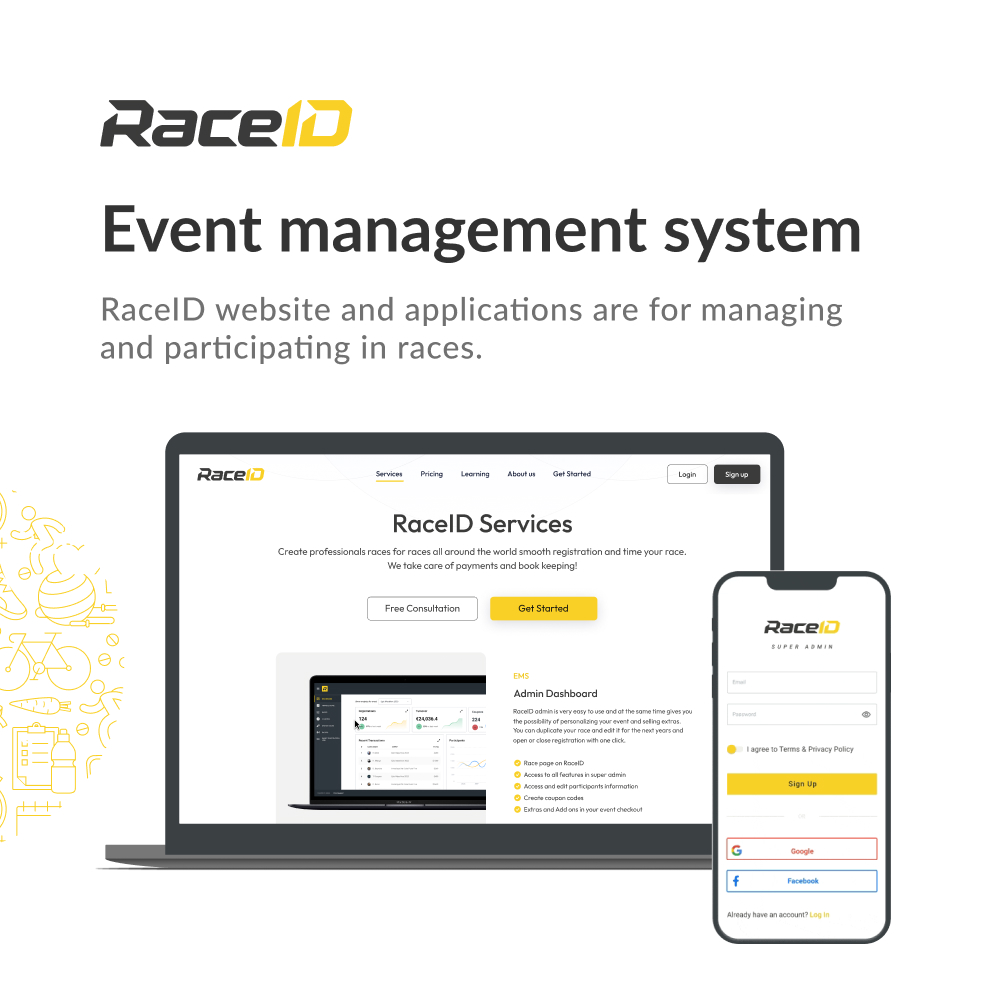 RaceID
Event management system
RaceID website and applications are for managing
and participating in races.
RaceID
Services
Pricing
Learning
About us
Get Started
Login
Sign up
RaceID Services
Create professionals races for races all around the world smooth registration and time your race.
We take care of payments and book keeping!
Free Consultation
Get Started
124
€24,036.4
224
Recent Transactions
Participants
EMS
Admin Dashboard
RaceID admin is very easy to use and at the same time gives you
the possibility of personalizing your event and selling extras.
You can duplicate your race and edit it for the next years and
open or close registration with one click.
Race page on RaceID
Access to all features in super admin
Access and edit participants information
Create coupon codes
Extras and Add ons in your event checkout
RaceID
SUPER ADMIN
Email
Password
I agree to Terms & Privacy Policy
Sign Up
OR
Google
Facebook
Already have an account? Log In